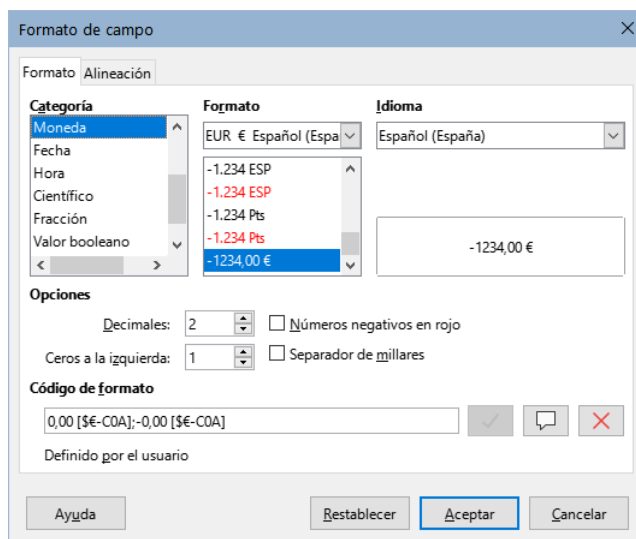 Formato de campo
Formato Alineación
Categoría
Moneda
Fecha
Hora
Científico
Fracción
Valor booleano
Formato
EUR € Español (Espa
-1.234 ESP
-1.234 ESP
-1.234 Pts
-1.234 Pts
-1234,00 €
Idioma
Español (España)
-1234,00 €
Opciones
Decimales: 2
Números negativos en rojo
Ceros a la izquierda: 1
Separador de millares
Código de formato
0,00 [$€-C0A];-0,00 [$€-C0A]
Definido por el usuario
Ayuda Restablecer Aceptar Cancelar